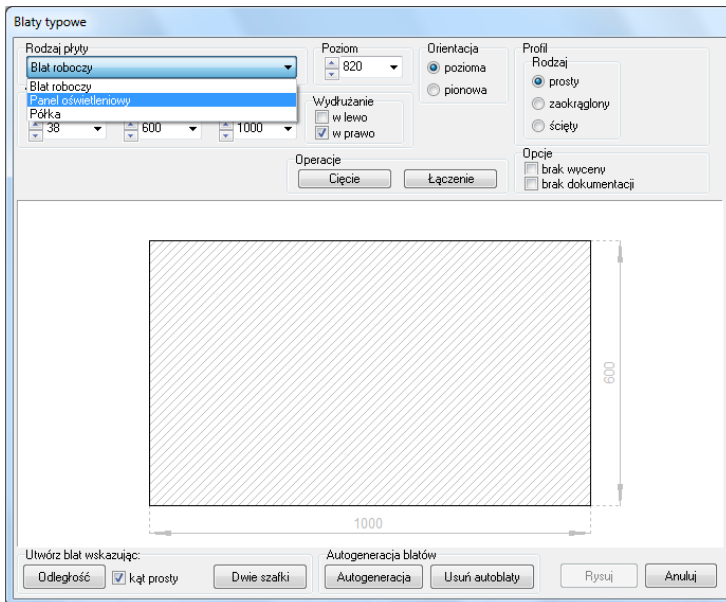 Blaty typowe
Rodzaj płyty
Blat roboczy
Blat roboczy
Panel oświetleniowy
Półka
38
600
1000
Poziom
820
Wydłużanie
w lewo
w prawo
Orientacja
pozioma
pionowa
Profil
Rodzaj
prosty
zaokrąglony
ścięty
Operacje
Cięcie
Łączenie
Opcje
brak wyceny
brak dokumentacji
600
1000
Utwórz blat wskazując:
Odległość
kąt prosty
Dwie szafki
Autogeneracja blatów
Autogeneracja
Usuń autoblaty
Rysuj
Anuluj